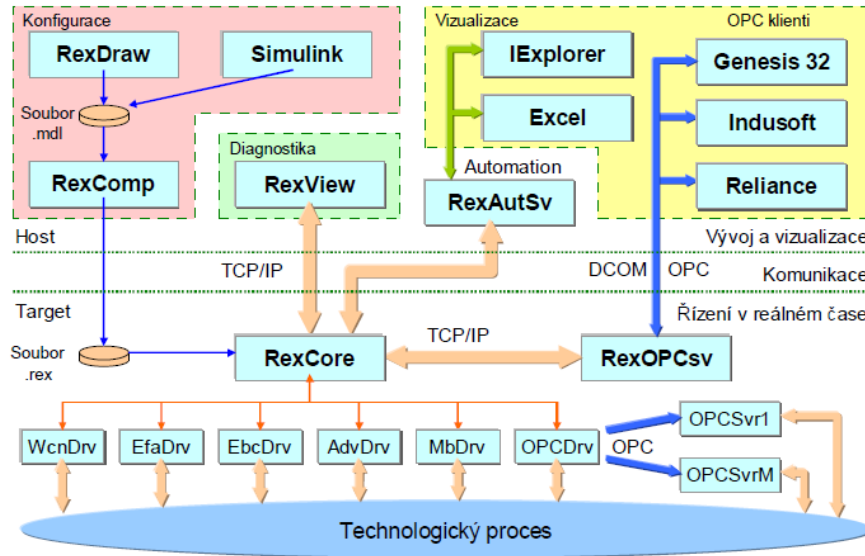 Konfigurace
Vizualizace
OPC klienti
RexDraw
Simulink
IExplorer
Genesis 32
Soubor
.mdl
Excel
Indusoft
Diagnostika
RexComp
RexView
Automation
RexAutSv
Reliance
Host
Vývoj a vizualizace
TCP/IP
DCOM
OPC
Komunikace
Target
Řízení v reálném čase
TCP/IP
Soubor
.rex
RexCore
RexOPCsv
WcnDrv
EfaDrv
EbcDrv
AdvDrv
MbDrv
OPCDrv
OPC
OPCSvr1
OPCSvrM
Technologický proces